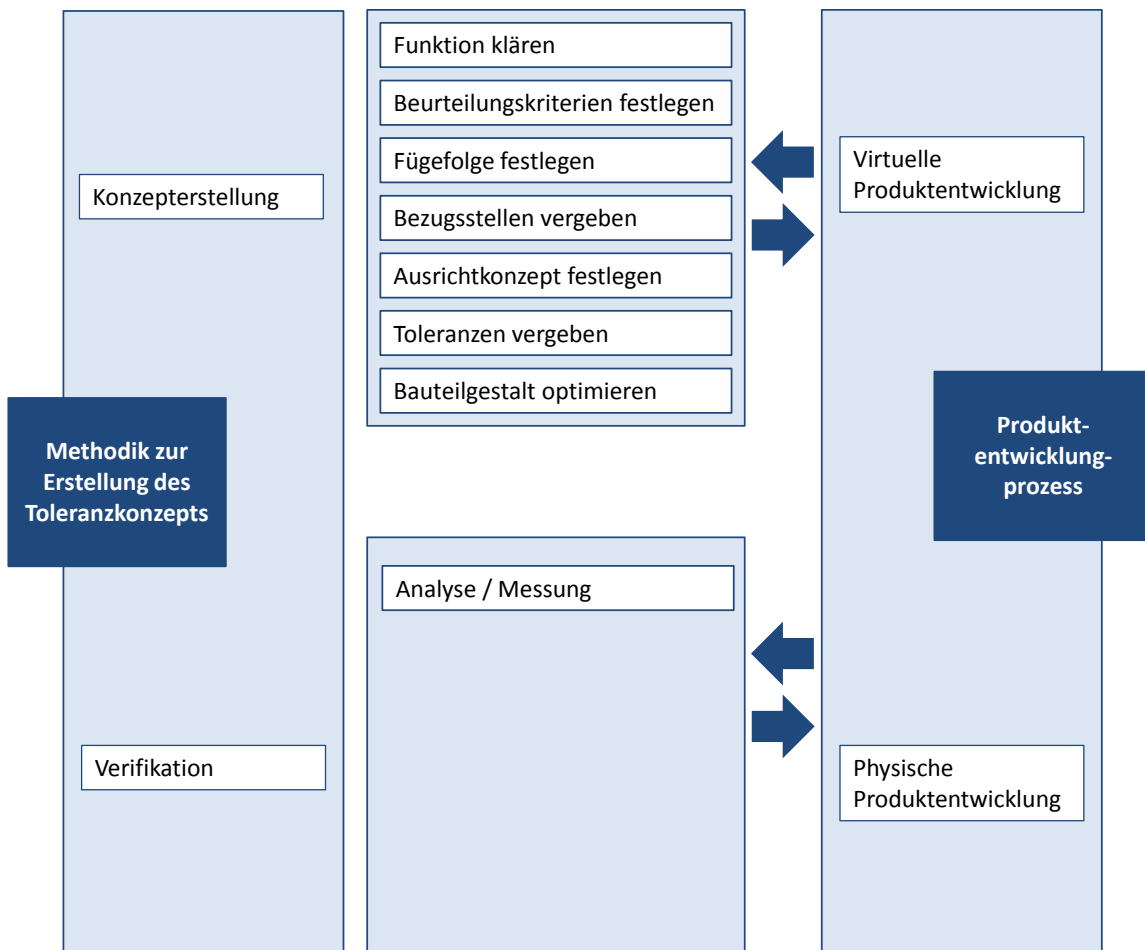 Funktion klären
Beurteilungskriterien festlegen
Fügefolge festlegen
Bezugsstellen vergeben
Ausrichtkonzept festlegen
Toleranzen vergeben
Bauteilgestalt optimieren
Konzepterstellung
Virtuelle
Produktentwicklung
Methodik zur
Erstellung des
Toleranzkonzepts
Produkt-
entwicklung-
prozess
Analyse / Messung
Verifikation
Physische
Produktentwicklung